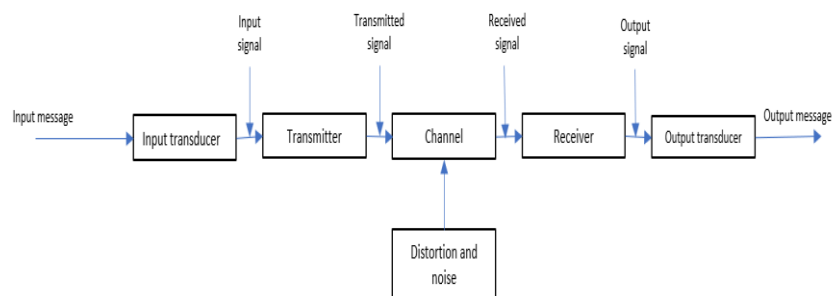 Input
signal
Transmitted
signal
Received
signal
Output
signal
Input message
Input transducer
Transmitter
Channel
Receiver
Output transducer
Output message
Distortion and
noise